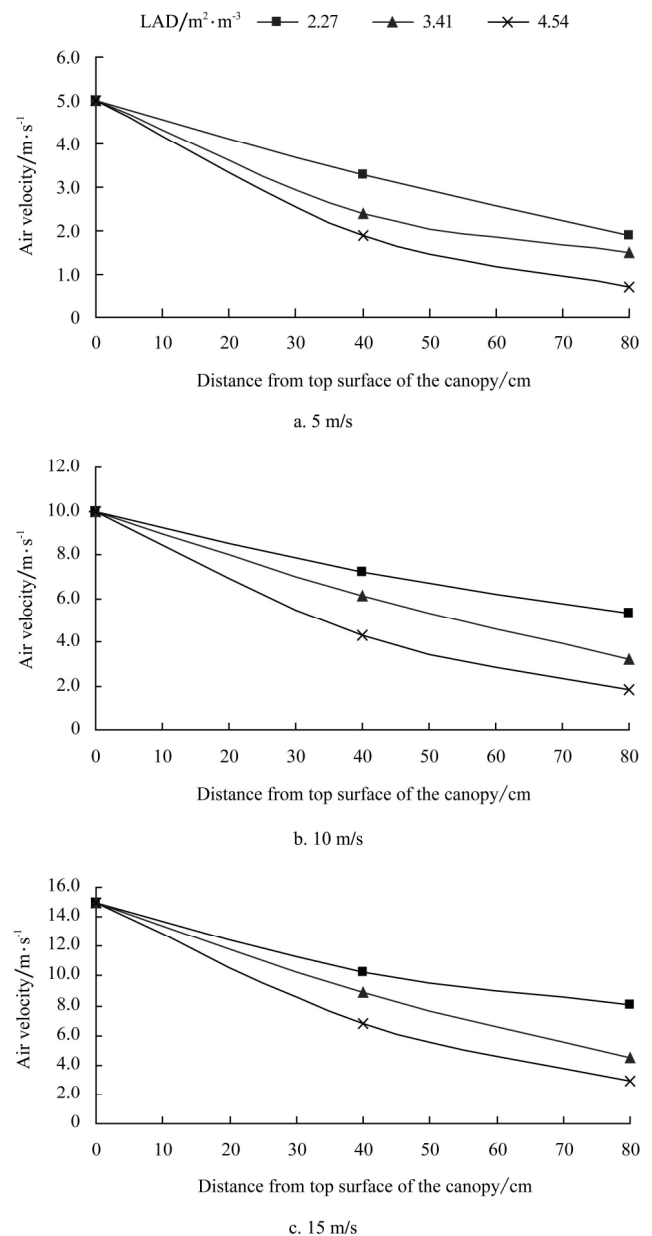 LAD/m²·m⁻³ 2.27 3.41 4.54
6.0
5.0
4.0
3.0
2.0
1.0
0
Air velocity/m·s⁻¹
0 10 20 30 40 50 60 70 80
Distance from top surface of the canopy/cm
a. 5 m/s
12.0
10.0
8.0
6.0
4.0
2.0
0
Air velocity/m·s⁻¹
0 10 20 30 40 50 60 70 80
Distance from top surface of the canopy/cm
b. 10 m/s
16.0
14.0
12.0
10.0
8.0
6.0
4.0
2.0
0
Air velocity/m·s⁻¹
0 10 20 30 40 50 60 70 80
Distance from top surface of the canopy/cm
c. 15 m/s